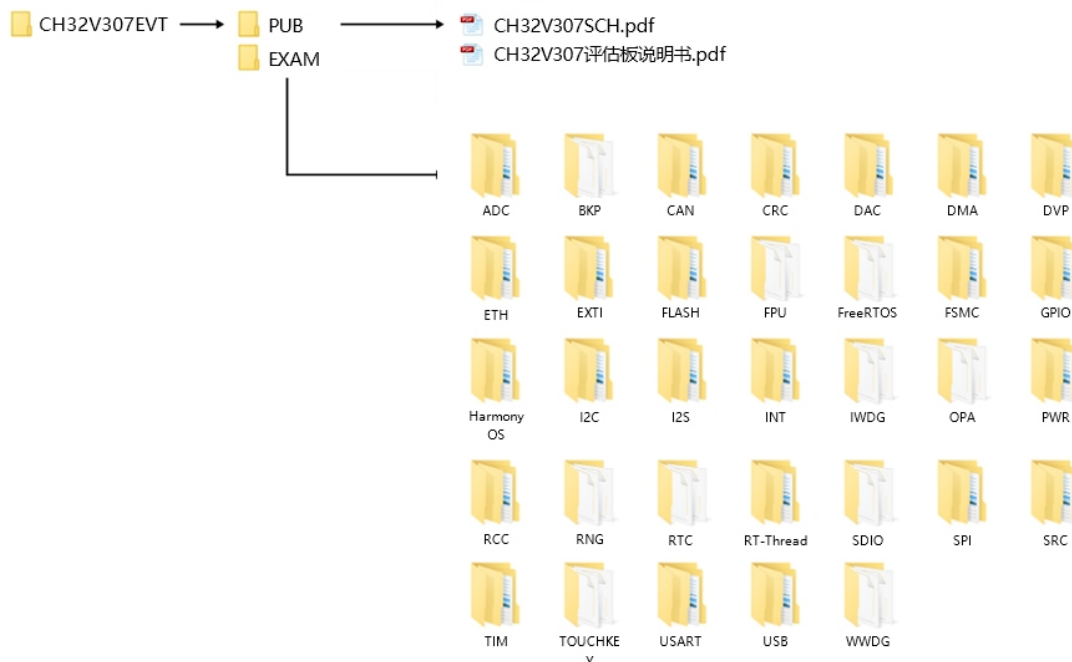 CH32V307EVT
PUB
CH32V307SCH.pdf
CH32V307评估板说明书.pdf
EXAM
ADC
BKP
CAN
CRC
DAC
DMA
DVP
ETH
EXTI
FLASH
FPU
FreeRTOS
FSMC
GPIO
Harmony
OS
I2C
I2S
INT
IWDG
OPA
PWR
RCC
RNG
RTC
RT-Thread
SDIO
SPI
SRC
TIM
TOUCHKE
Y
USART
USB
WWDG